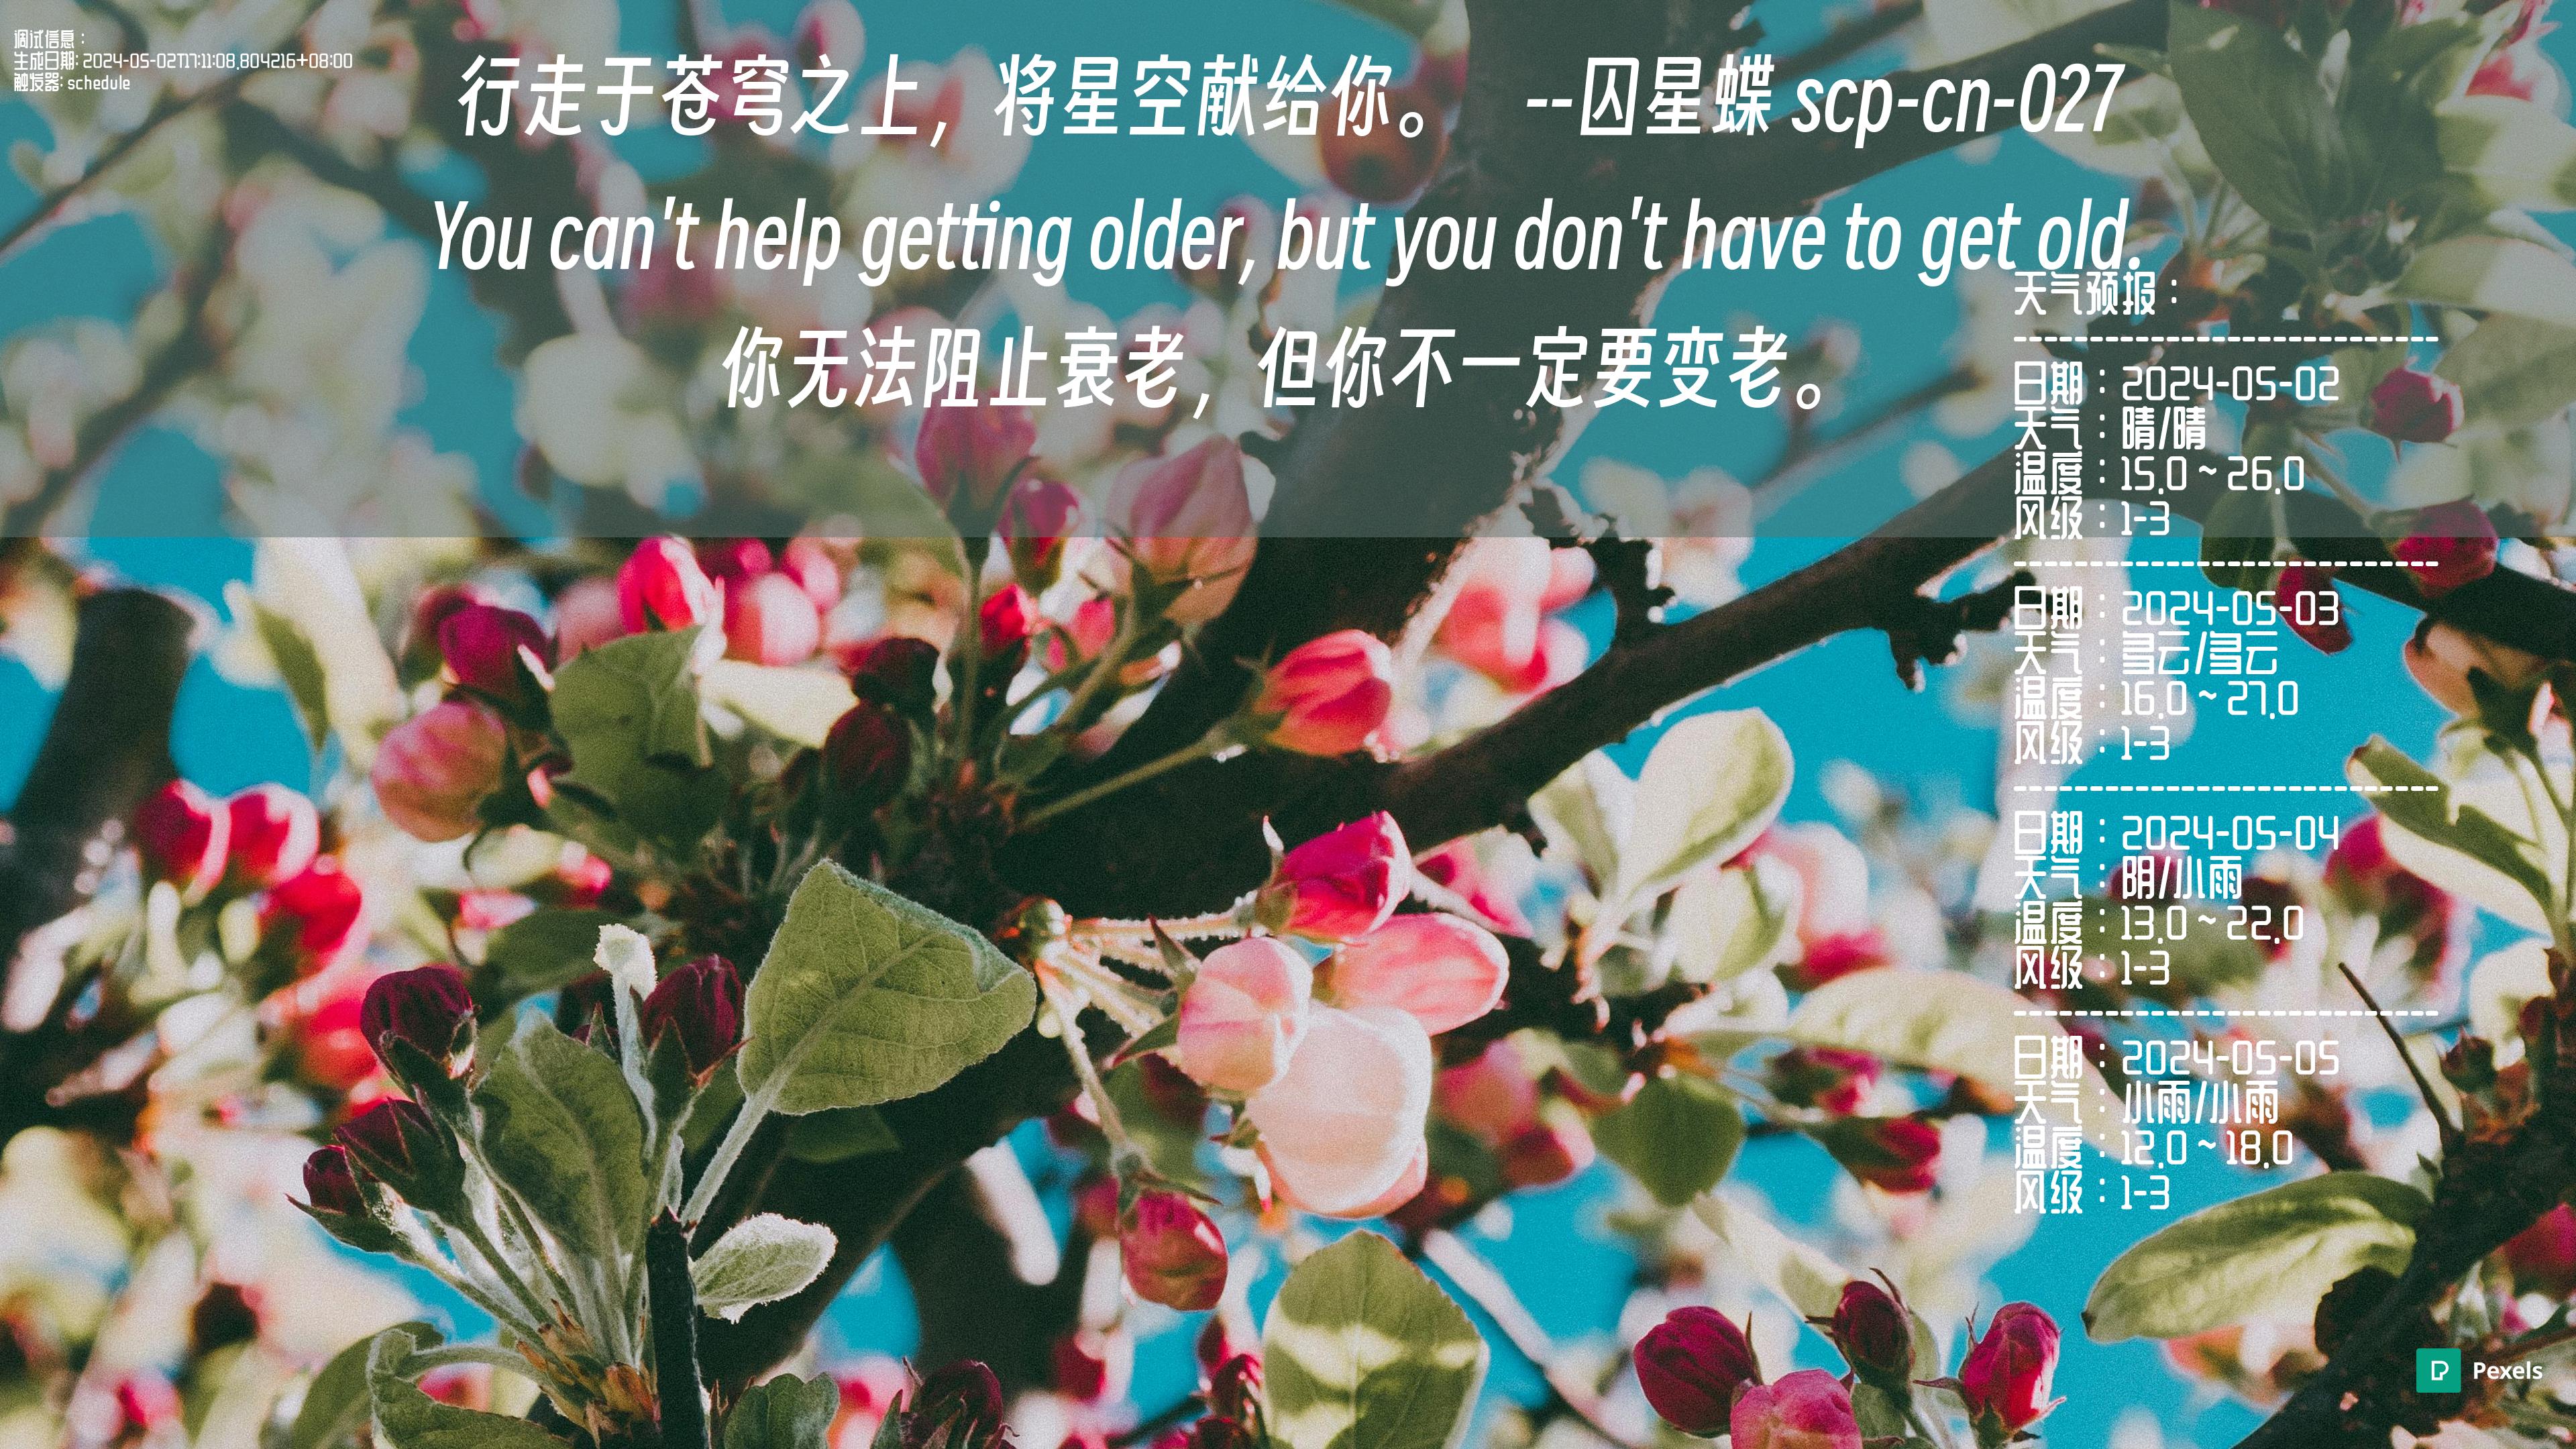 调试信息：
生成日期: 2024-05-02T17:11:08.804216+08:00
触发器: schedule
行走于苍穹之上，将星空献给你。 --囚星蝶 scp-cn-027
You can't help getting older, but you don't have to get old.
你无法阻止衰老，但你不一定要变老。
天气预报：
------------------------------
日期：2024-05-02
天气：晴/晴
温度：15.0 ~ 26.0
风级：1-3
------------------------------
日期：2024-05-03
天气：多云/多云
温度：16.0 ~ 27.0
风级：1-3
------------------------------
日期：2024-05-04
天气：阴/小雨
温度：13.0 ~ 22.0
风级：1-3
------------------------------
日期：2024-05-05
天气：小雨/小雨
温度：12.0 ~ 18.0
风级：1-3
Pexels